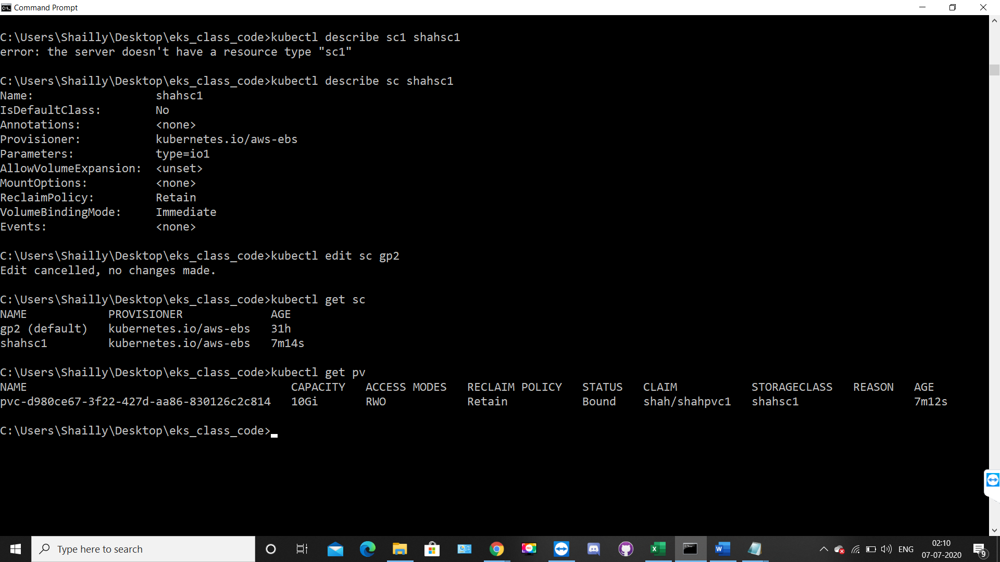 Command Prompt
C:\Users\Shailly\Desktop\eks_class_code>kubectl describe sc1 shahsc1
error: the server doesn't have a resource type "sc1"
C:\Users\Shailly\Desktop\eks_class_code>kubectl describe sc shahsc1
Name: shahsc1
IsDefaultClass: No
Annotations: <none>
Provisioner: kubernetes.io/aws-ebs
Parameters: type=io1
AllowVolumeExpansion: <unset>
MountOptions: <none>
ReclaimPolicy: Retain
VolumeBindingMode: Immediate
Events: <none>
C:\Users\Shailly\Desktop\eks_class_code>kubectl edit sc gp2
Edit cancelled, no changes made.
C:\Users\Shailly\Desktop\eks_class_code>kubectl get sc
NAME PROVISIONER AGE
gp2 (default) kubernetes.io/aws-ebs 31h
shahsc1 kubernetes.io/aws-ebs 7m14s
C:\Users\Shailly\Desktop\eks_class_code>kubectl get pv
NAME CAPACITY ACCESS MODES RECLAIM POLICY STATUS CLAIM STORAGECLASS REASON AGE
pvc-d980ce67-3f22-427d-aa86-830126c2c814 10Gi RWO Retain Bound shah/shahpvc1 shahsc1 7m12s
C:\Users\Shailly\Desktop\eks_class_code>
Type here to search
ENG
02:10
07-07-2020
9